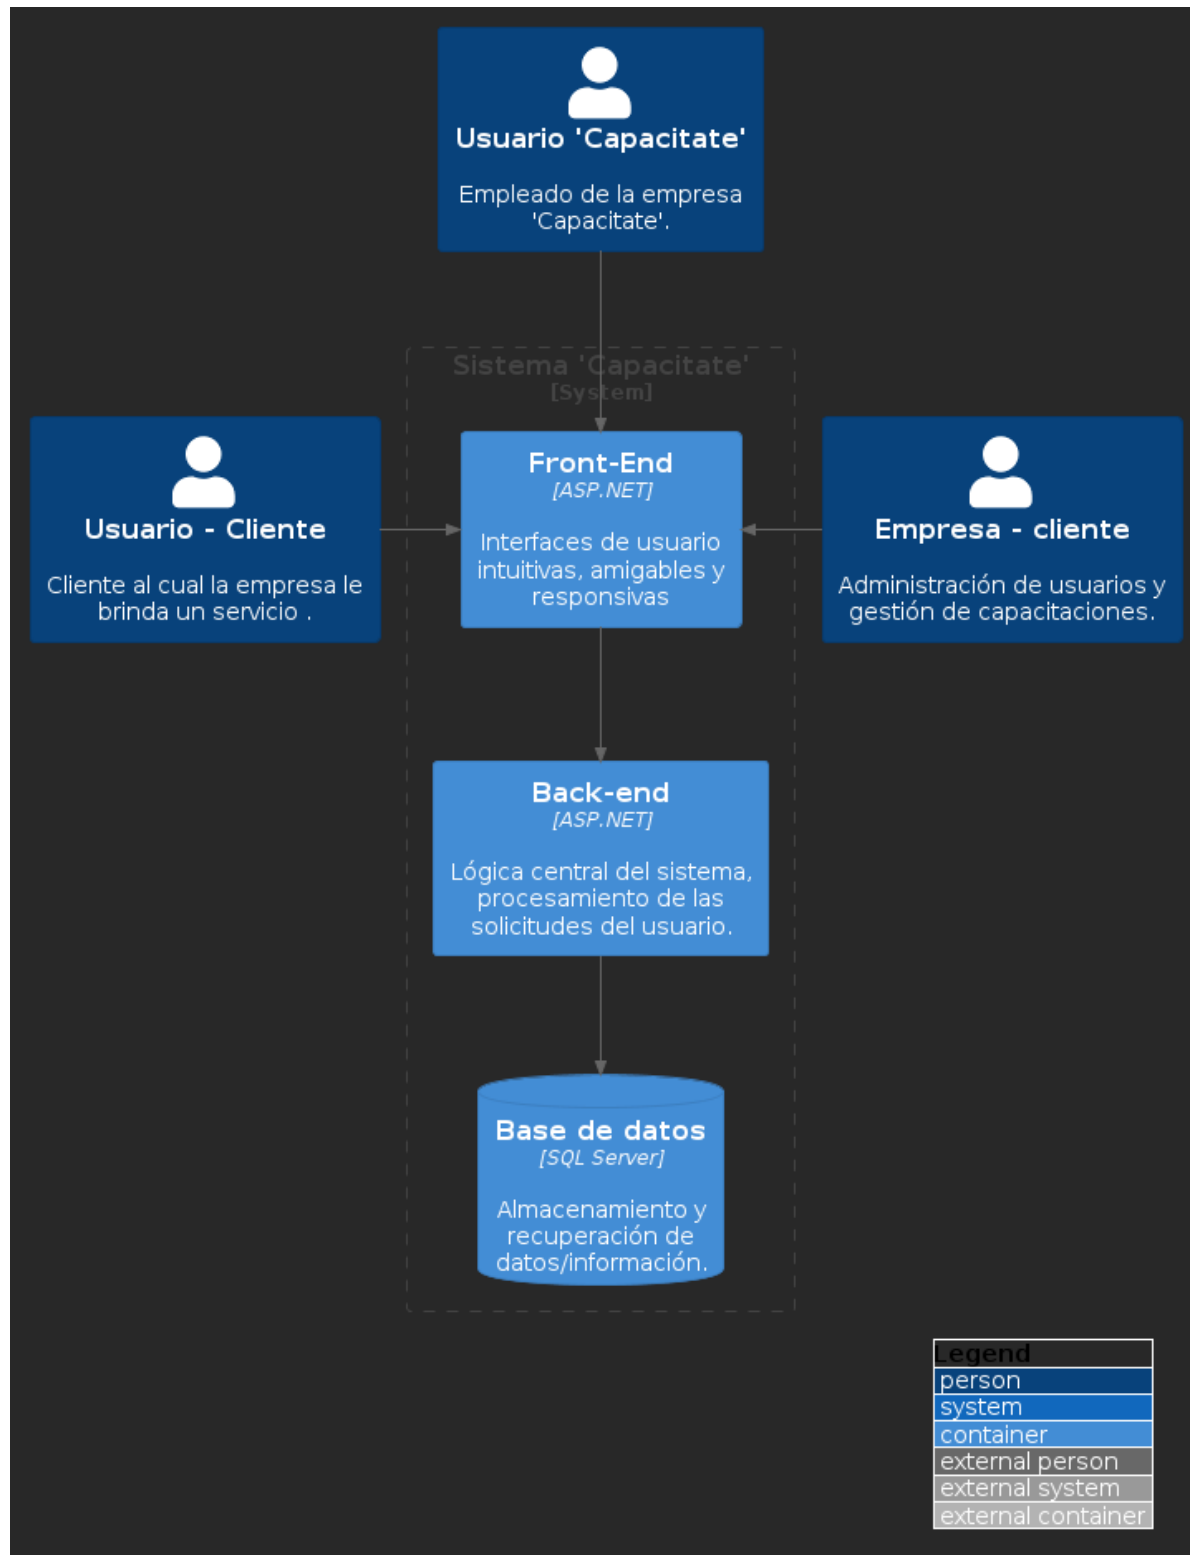 Usuario 'Capacitate'
Empleado de la empresa
'Capacitate'.
Sistema 'Capacitate'
[System]
Usuario - Cliente
Cliente al cual la empresa le
brinda un servicio .
Front-End
[ASP.NET]
Interfaces de usuario
intuitivas, amigables y
responsivas
Empresa - cliente
Administración de usuarios y
gestión de capacitaciones.
Back-end
[ASP.NET]
Lógica central del sistema,
procesamiento de las
solicitudes del usuario.
Base de datos
[SQL Server]
Almacenamiento y
recuperación de
datos/información.
Legend
person
system
container
external person
external system
external container